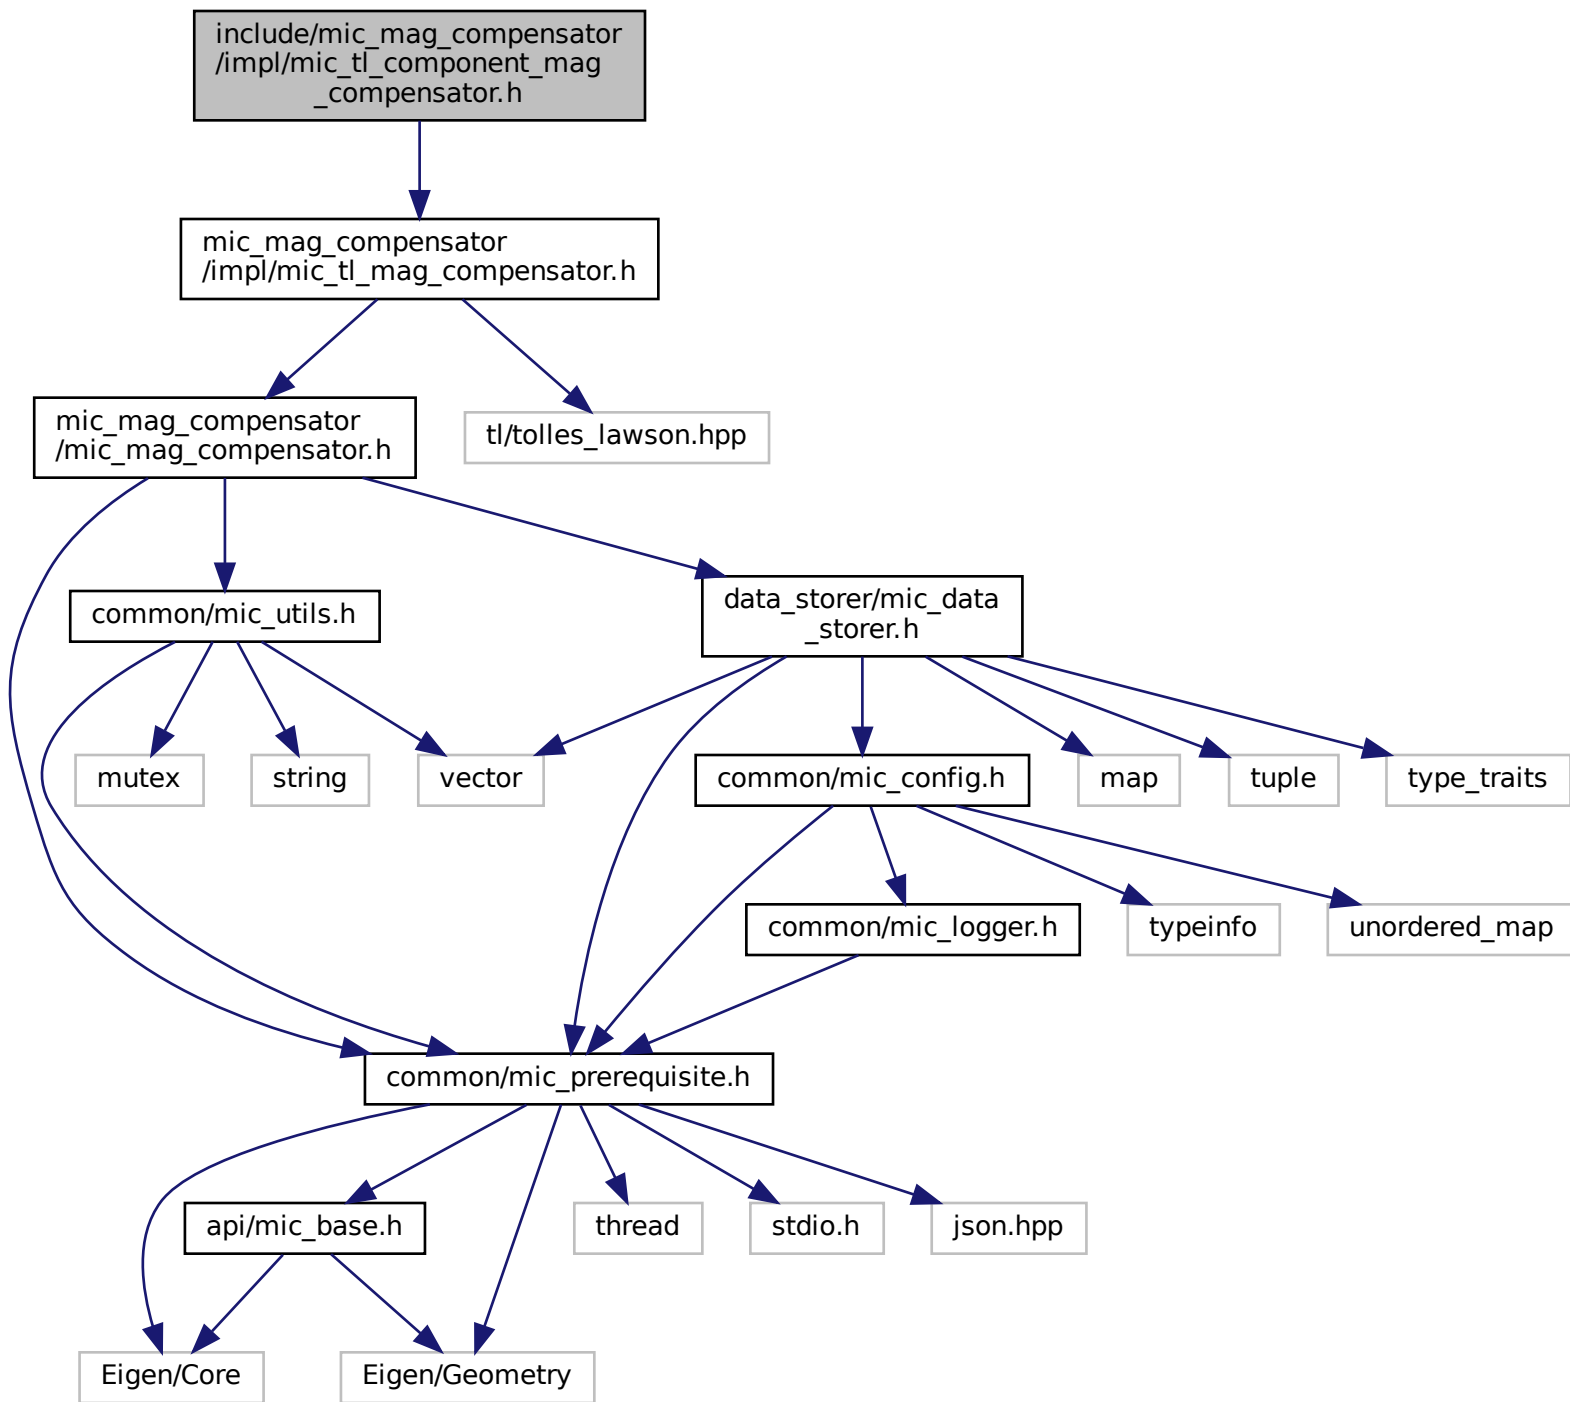 include/mic_mag_compensator
/impl/mic_tl_component_mag
_compensator.h
mic_mag_compensator
/impl/mic_tl_mag_compensator.h
mic_mag_compensator
/mic_mag_compensator.h
tl/tolles_lawson.hpp
common/mic_utils.h
data_storer/mic_data
_storer.h
mutex
string
vector
common/mic_config.h
map
tuple
type_traits
common/mic_logger.h
typeinfo
unordered_map
common/mic_prerequisite.h
api/mic_base.h
thread
stdio.h
json.hpp
Eigen/Core
Eigen/Geometry